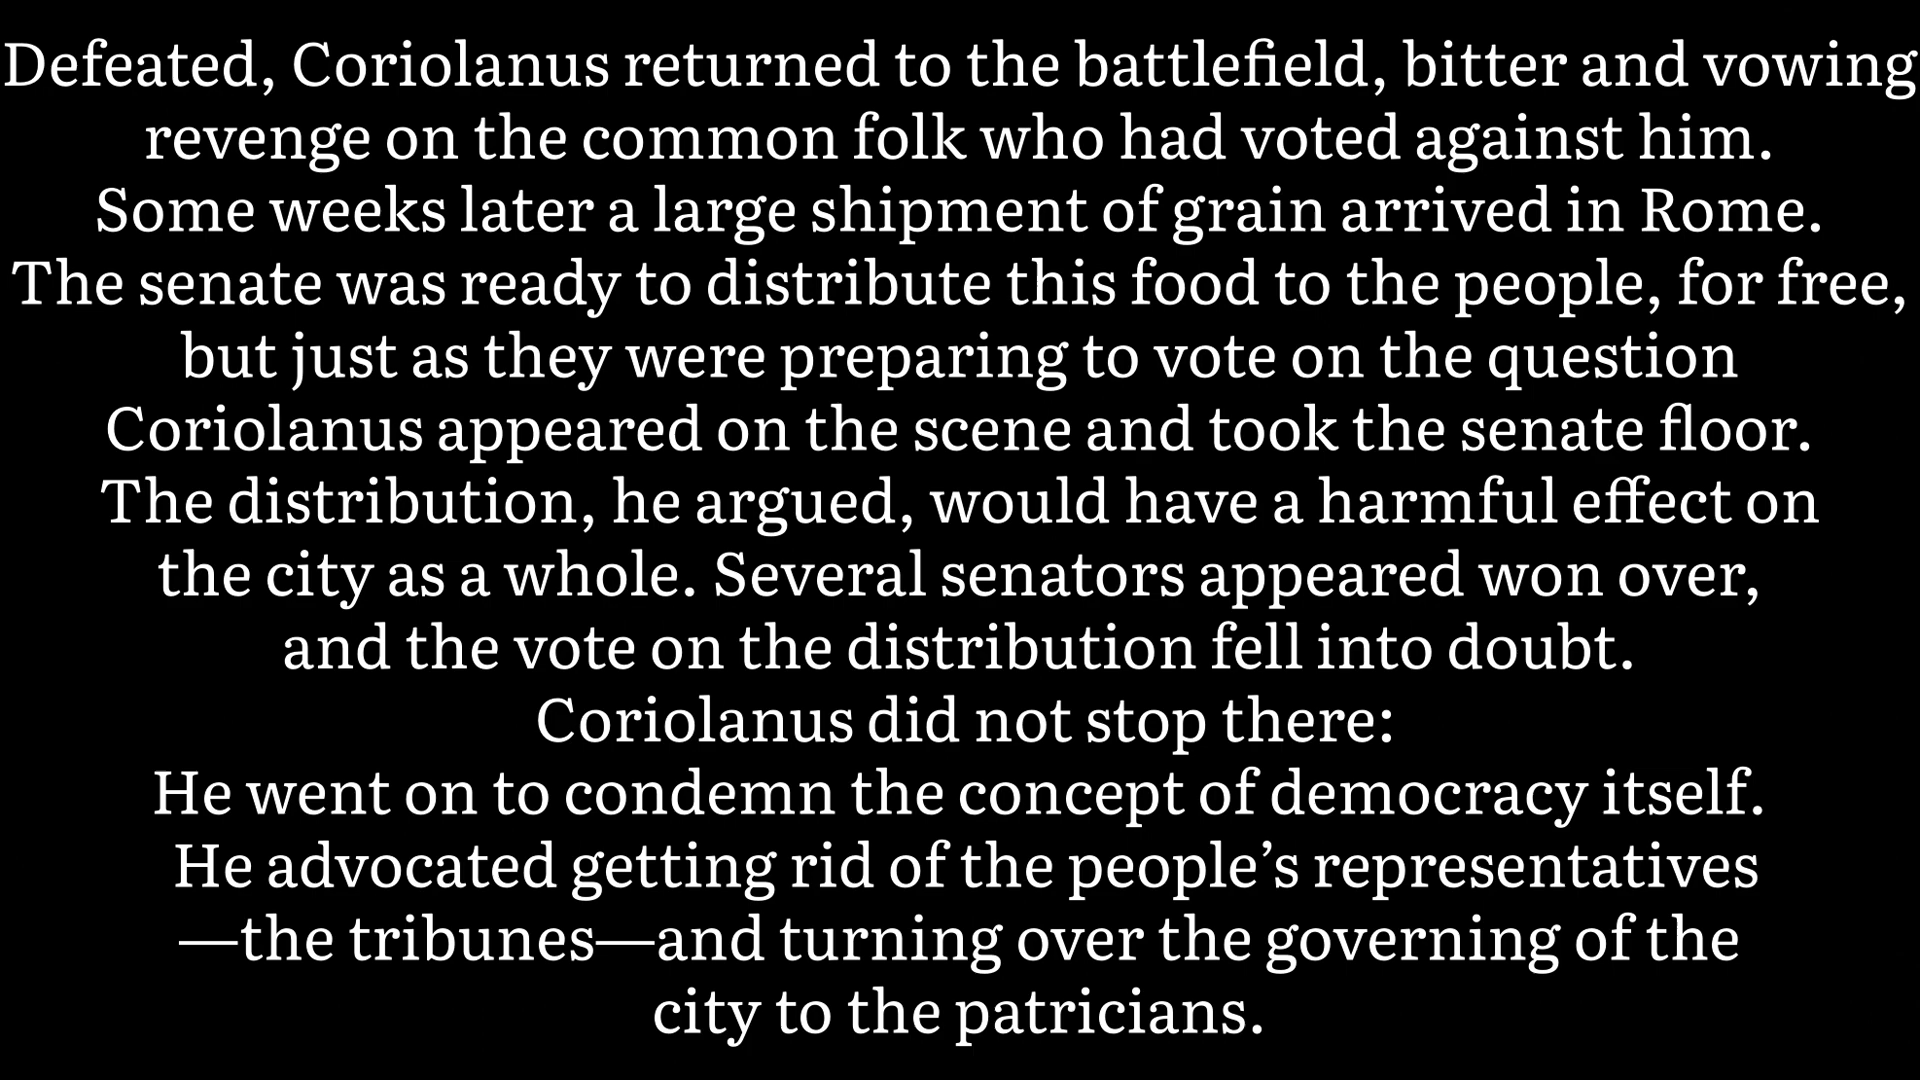 Defeated, Coriolanus returned to the battlefield, bitter and vowing
revenge on the common folk who had voted against him.
Some weeks later a large shipment of grain arrived in Rome.
The senate was ready to distribute this food to the people, for free,
but just as they were preparing to vote on the question
Coriolanus appeared on the scene and took the senate floor.
The distribution, he argued, would have a harmful effect on
the city as a whole. Several senators appeared won over,
and the vote on the distribution fell into doubt.
Coriolanus did not stop there:
He went on to condemn the concept of democracy itself.
He advocated getting rid of the people’s representatives
—the tribunes—and turning over the governing of the
city to the patricians.